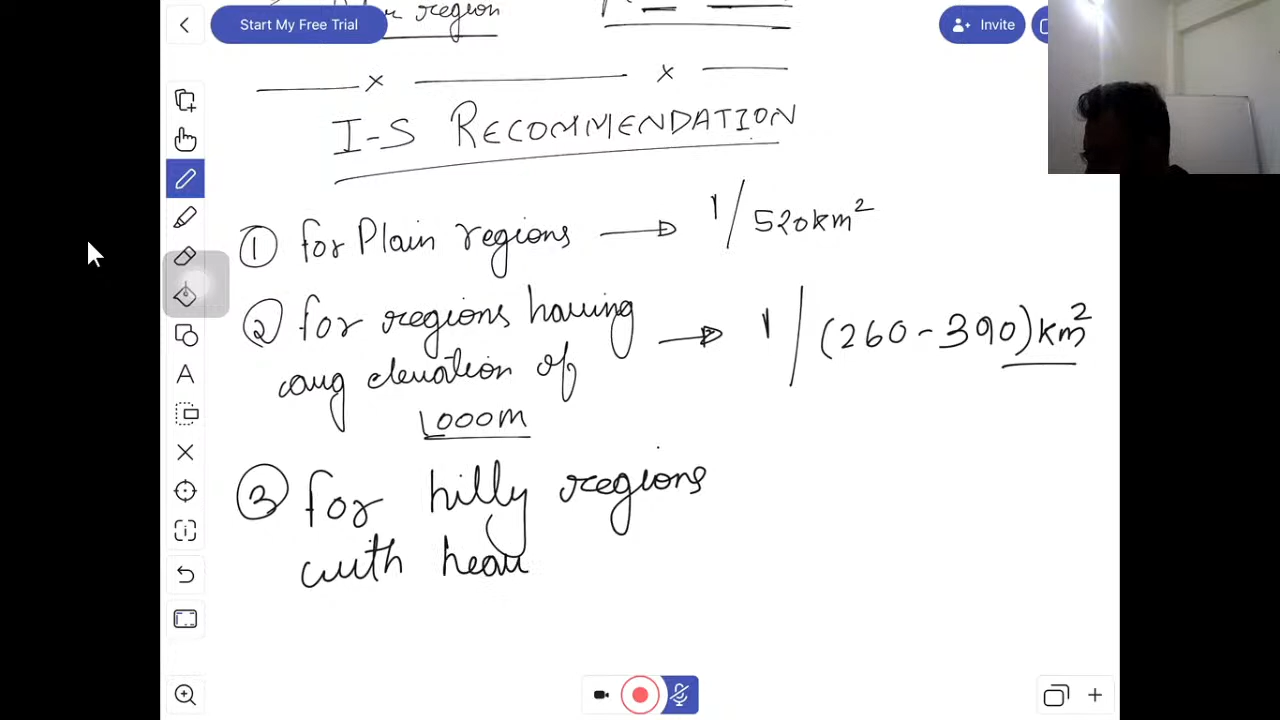 Start My Free Trial
Invite
region
x x
I-S RECOMMENDATION
① for Plain regions → 1/520km²
② for regions having
avg elevation of → 1/(260-390)km²
1000m
③ for hilly regions
with heav